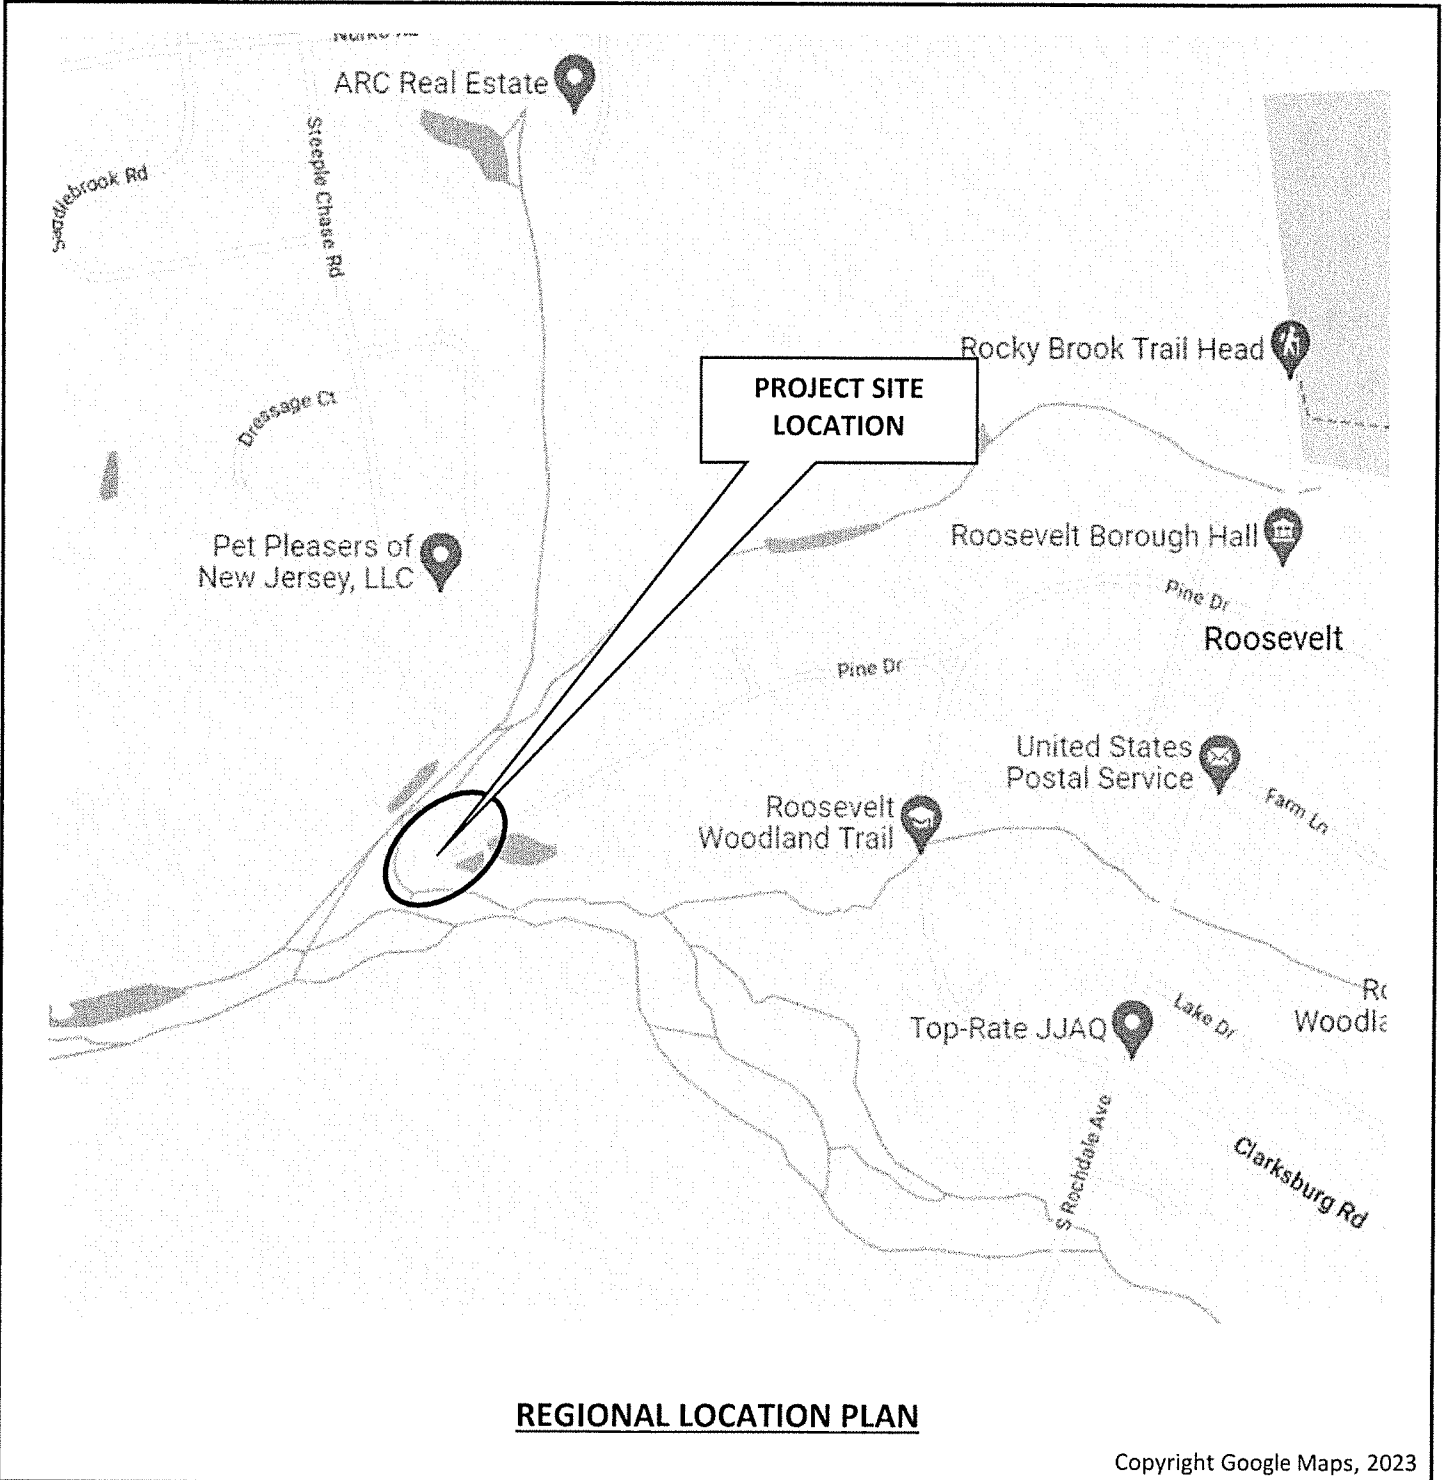 ARC Real Estate
Saddlebrook Rd
Steeple Chase Rd
Rocky Brook Trail Head
PROJECT SITE
LOCATION
Dressage Ct
Pet Pleasers of
New Jersey, LLC
Roosevelt Borough Hall
Pine Dr
Roosevelt
Pine Dr
United States
Postal Service
Farm Ln
Roosevelt
Woodland Trail
Ro
Woodla
Top-Rate JJAQ
Lake Dr
S Rochdale Ave
Clarksburg Rd
REGIONAL LOCATION PLAN
Copyright Google Maps, 2023